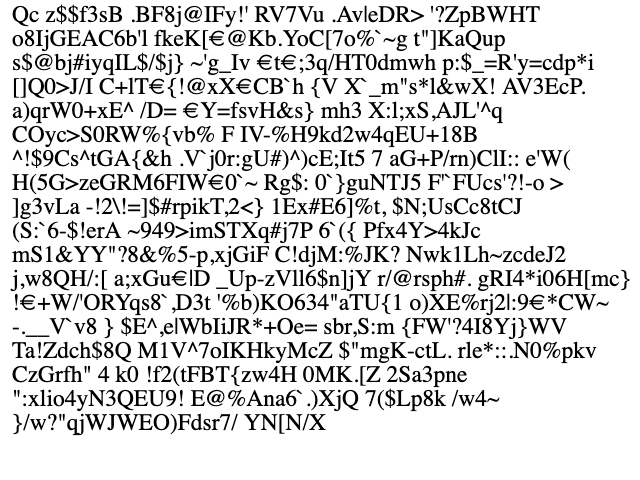 Qc z$$f3sB .BF8j@IFy!' RV7Vu .AvleDR> '?ZpBWHT
o8IjGEAC6b'l fkeK[€@Kb.YoC[7o%`~g t"]KaQup
s$@bj#iyqIL$/$j} ~'g_Iv €t€;3q/HT0dmwh p:$_=R'y=cdp*i
[]Q0>J/I C+lT€{!@xX€CB`h {V X`_m"s*l&wX! AV3EcP.
a)qrW0+xE^ /D= €Y=fsvH&s} mh3 X:l;xS,AJL'^q
COyc>S0RW%{vb% F IV-%H9kd2w4qEU+18B
^!$9Cs^tGA{&h .V`j0r:gU#)^)cE;It5 7 aG+P/rn)ClI:: e'W(
H(5G>zeGRM6FIW€0`~ Rg$: 0`}guNTJ5 F'`FUcs'?!-o >
]g3vLa -!2\!=]$#rpikT,2<} 1Ex#E6]%t, $N;UsCc8tCJ
(S:`6-$!erA ~949>imSTXq#j7P 6`({ Pfx4Y>4kJc
mS1&YY"?8&%5-p,xjGiF C!djM:%JK? Nwk1Lh~zcdeJ2
j,w8QH/:[ a;xGu€lD _Up-zVll6$n]jY r/@rsph#. gRI4*i06H[mc}
!€+W/'ORYqs8`,D3t '%b)KO634"aTU{1 o)XE%rj2|:9€*CW~
-.__V`v8 } $E^,e|WbIiJR*+Oe= sbr,S:m {FW'?4I8Yj}WV
Ta!Zdch$8Q M1V^7oIKHkyMcZ $"mgK-ctL. rle*::.N0%pkv
CzGrfh" 4 k0 !f2(tFBT{zw4H 0MK.[Z 2Sa3pne
":xlio4yN3QEU9! E@%Ana6`.)XjQ 7($Lp8k /w4~
}/w?"qjWJWEO)Fdsr7/ YN[N/X